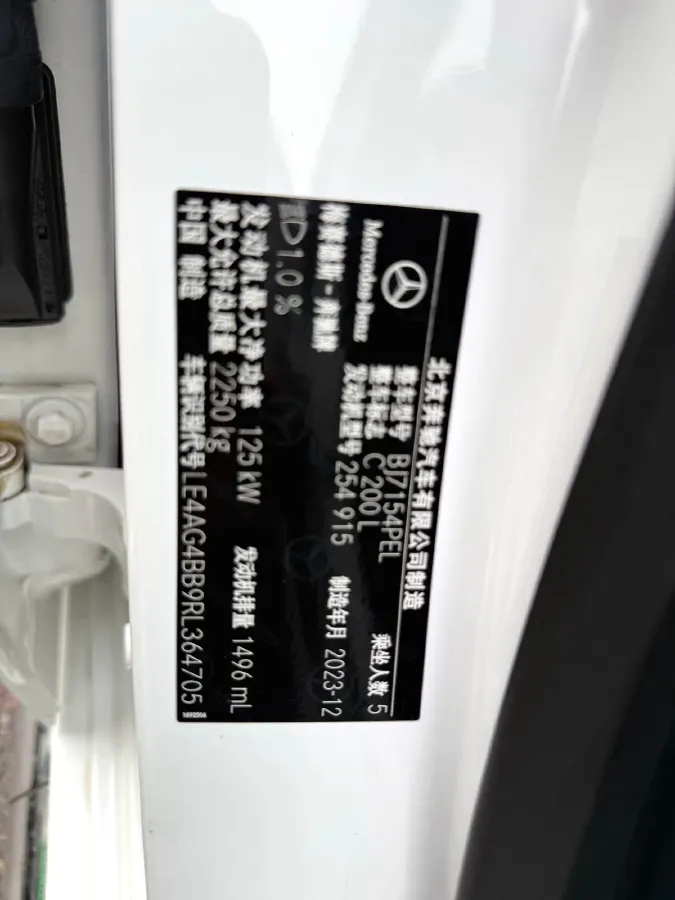 北京奔驰汽车有限公司制造
Mercedes-Benz
整车型号 BJ7154PEL
乘坐人数 5
整车标志 C 200 L
梅赛德斯-奔驰牌
发动机型号 254 915
制造年月 2023-12
1.0 %
发动机最大净功率 125 kW
发动机排量 1496 mL
最大允许总质量 2250 kg
中国 制造
车辆识别代号 LE4AG4BB9RL364705